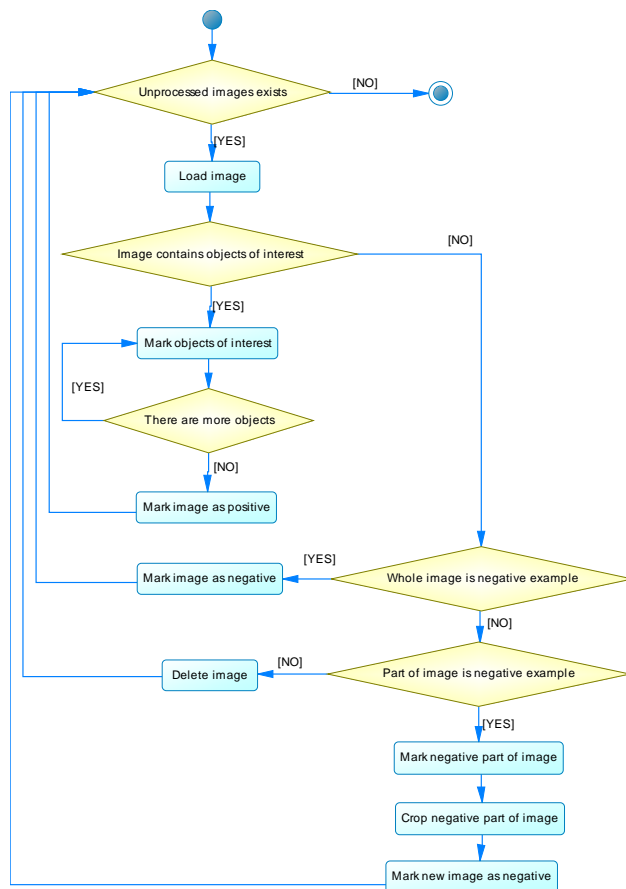 [NO]
Unprocessed images exists
[YES]
Load image
[NO]
Image contains objects of interest
[YES]
Mark objects of interest
[YES]
There are more objects
[NO]
Mark image as positive
[YES]
Mark image as negative
Whole image is negative example
[NO]
[NO]
Delete image
Part of image is negative example
[YES]
Mark negative part of image
Crop negative part of image
Mark new image as negative